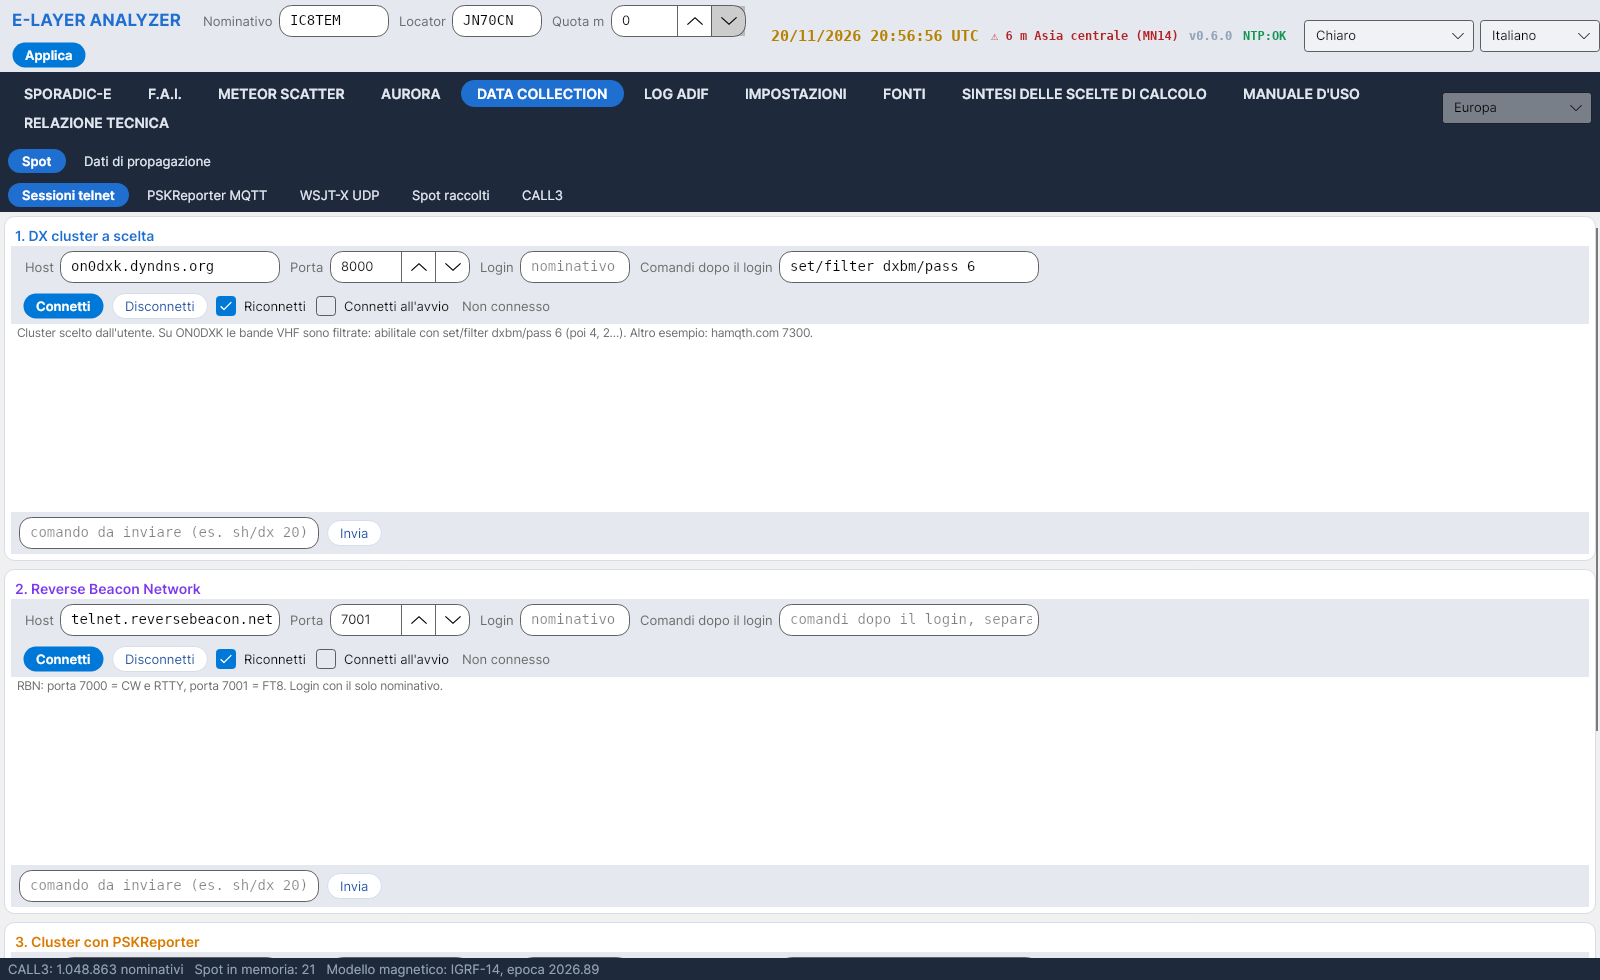 E-LAYER ANALYZER Nominativo IC8TEM Locator JN70CN Quota m 0
20/11/2026 20:56:56 UTC ⚠ 6 m Asia centrale (MN14) v0.6.0 NTP:OK Chiaro Italiano
Applica
SPORADIC-E F.A.I. METEOR SCATTER AURORA DATA COLLECTION LOG ADIF IMPOSTAZIONI FONTI SINTESI DELLE SCELTE DI CALCOLO MANUALE D'USO
Europa
RELAZIONE TECNICA
Spot Dati di propagazione
Sessioni telnet PSKReporter MQTT WSJT-X UDP Spot raccolti CALL3
1. DX cluster a scelta
Host on0dxk.dyndns.org Porta 8000 Login nominativo Comandi dopo il login set/filter dxbm/pass 6
Connetti Disconnetti Riconnetti Connetti all'avvio Non connesso
Cluster scelto dall'utente. Su ON0DXK le bande VHF sono filtrate: abilitale con set/filter dxbm/pass 6 (poi 4, 2...). Altro esempio: hamqth.com 7300.
comando da inviare (es. sh/dx 20) Invia
2. Reverse Beacon Network
Host telnet.reversebeacon.net Porta 7001 Login nominativo Comandi dopo il login comandi dopo il login, separa
Connetti Disconnetti Riconnetti Connetti all'avvio Non connesso
RBN: porta 7000 = CW e RTTY, porta 7001 = FT8. Login con il solo nominativo.
comando da inviare (es. sh/dx 20) Invia
3. Cluster con PSKReporter
CALL3: 1.048.863 nominativi Spot in memoria: 21 Modello magnetico: IGRF-14, epoca 2026.89